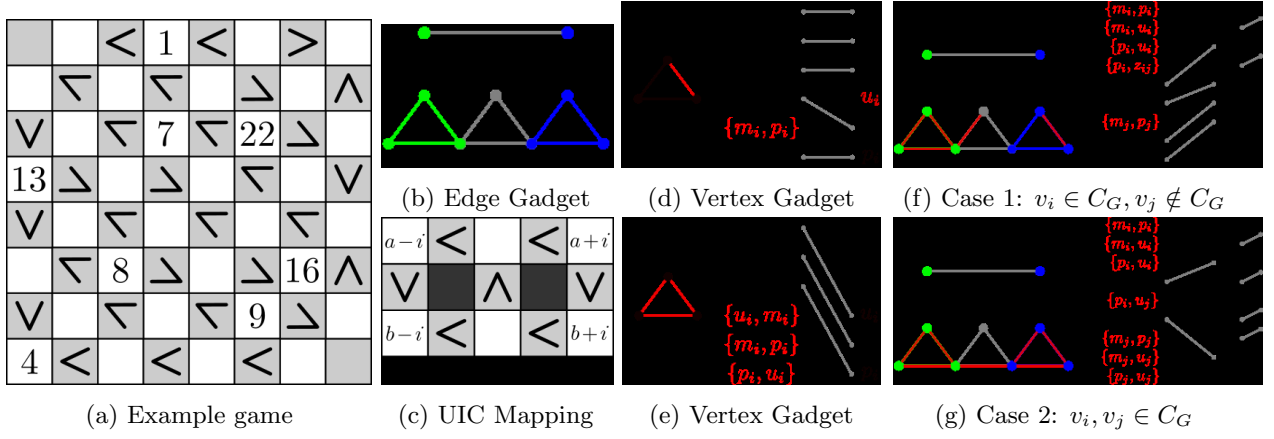 < 1 < >
∧
∨ 7 22
13 ∨
∨
8 16 ∧
∨ 9
4 < < <
(a) Example game
(b) Edge Gadget
a−i < < a+i
∨ ∧ ∨
b−i < < b+i
(c) UIC Mapping
u_i
{m_i, p_i}
(d) Vertex Gadget
{u_i, m_i}
{m_i, p_i}
{p_i, u_i}
(e) Vertex Gadget
{m_i, p_i}
{m_i, u_i}
{p_i, u_i}
{p_i, z_{ij}}
{m_j, p_j}
(f) Case 1: v_i ∈ C_G, v_j ∉ C_G
{m_i, p_i}
{m_i, u_i}
{p_i, u_i}
{p_i, u_j}
{m_j, p_j}
{m_j, u_j}
{p_j, u_j}
(g) Case 2: v_i, v_j ∈ C_G